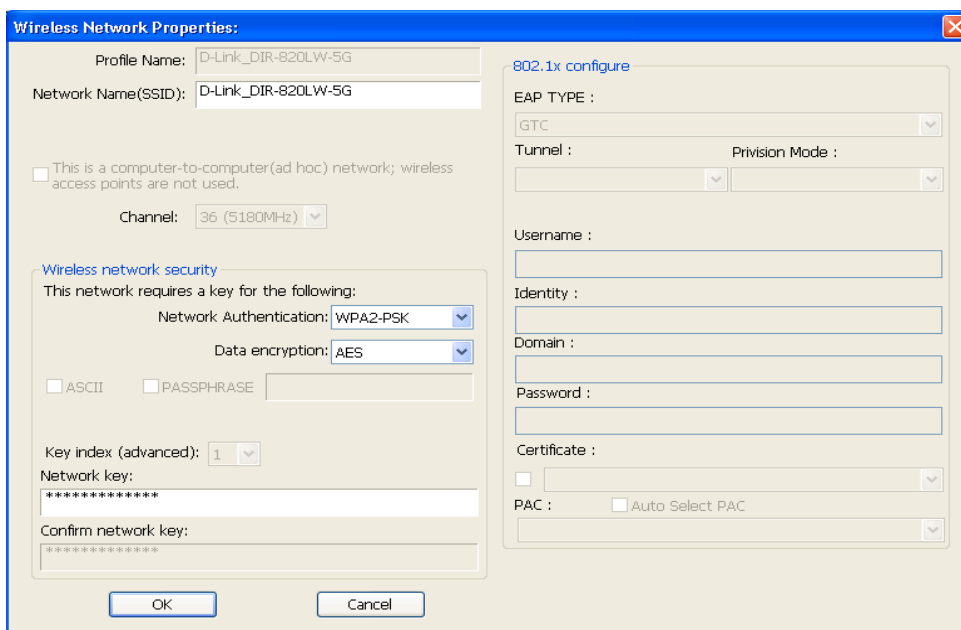 Wireless Network Properties:
Profile Name: D-Link_DIR-820LW-5G
Network Name(SSID): D-Link_DIR-820LW-5G
This is a computer-to-computer(ad hoc) network; wireless
access points are not used.
Channel: 36 (5180MHz)
Wireless network security
This network requires a key for the following:
Network Authentication: WPA2-PSK
Data encryption: AES
ASCII PASSPHRASE
Key index (advanced): 1
Network key:
*************
Confirm network key:
*************
OK Cancel
802.1x configure
EAP TYPE :
GTC
Tunnel : Privision Mode :
Username :
Identity :
Domain :
Password :
Certificate :
PAC : Auto Select PAC